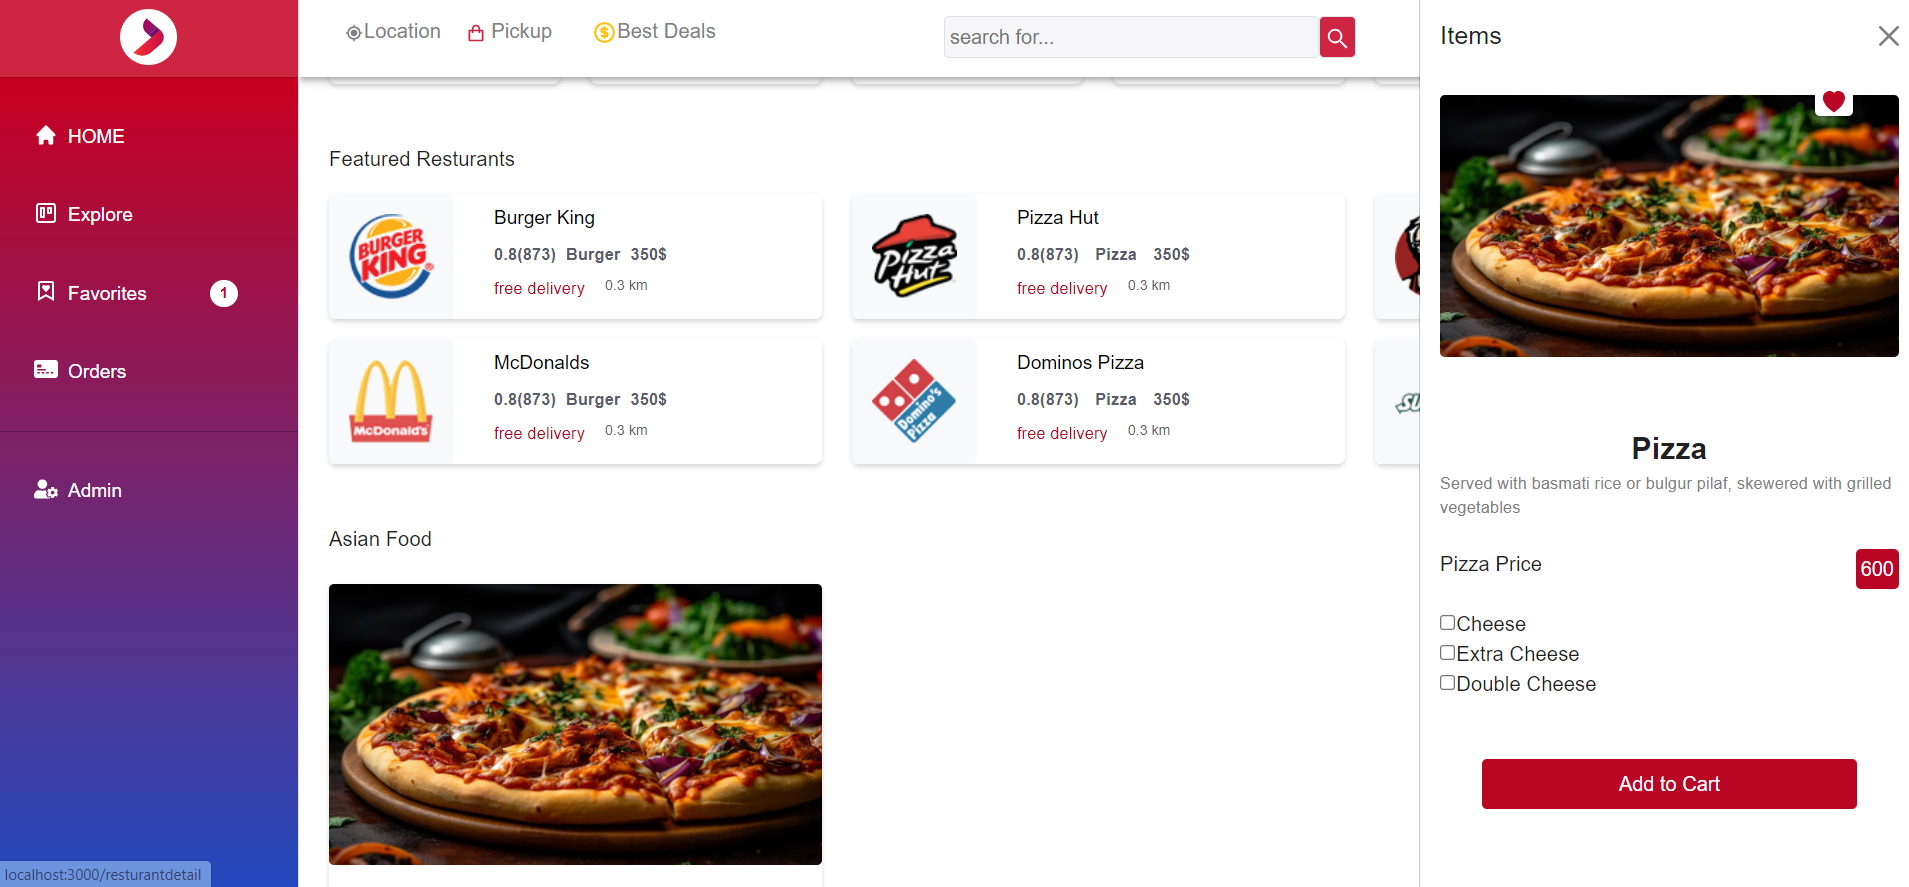 HOME
Explore
Favorites 1
Orders
Admin
localhost:3000/resturantdetail
Location Pickup Best Deals
search for...
Featured Resturants
BURGER
KING
Burger King
0.8(873) Burger 350$
free delivery 0.3 km
Pizza
Hut
Pizza Hut
0.8(873) Pizza 350$
free delivery 0.3 km
McDonald's
McDonalds
0.8(873) Burger 350$
free delivery 0.3 km
Domino's
Pizza
Dominos Pizza
0.8(873) Pizza 350$
free delivery 0.3 km
Asian Food
Items
Pizza
Served with basmati rice or bulgur pilaf, skewered with grilled
vegetables
Pizza Price 600
Cheese
Extra Cheese
Double Cheese
Add to Cart